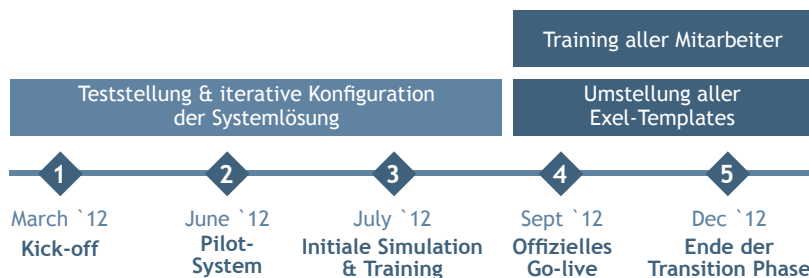 Training aller Mitarbeiter
Teststellung & iterative Konfiguration
der Systemlösung
Umstellung aller
Exel-Templates
1
2
3
4
5
March `12
June `12
July `12
Sept `12
Dec `12
Kick-off
Pilot-
System
Initiale Simulation
& Training
Offizielles
Go-live
Ende der
Transition Phase